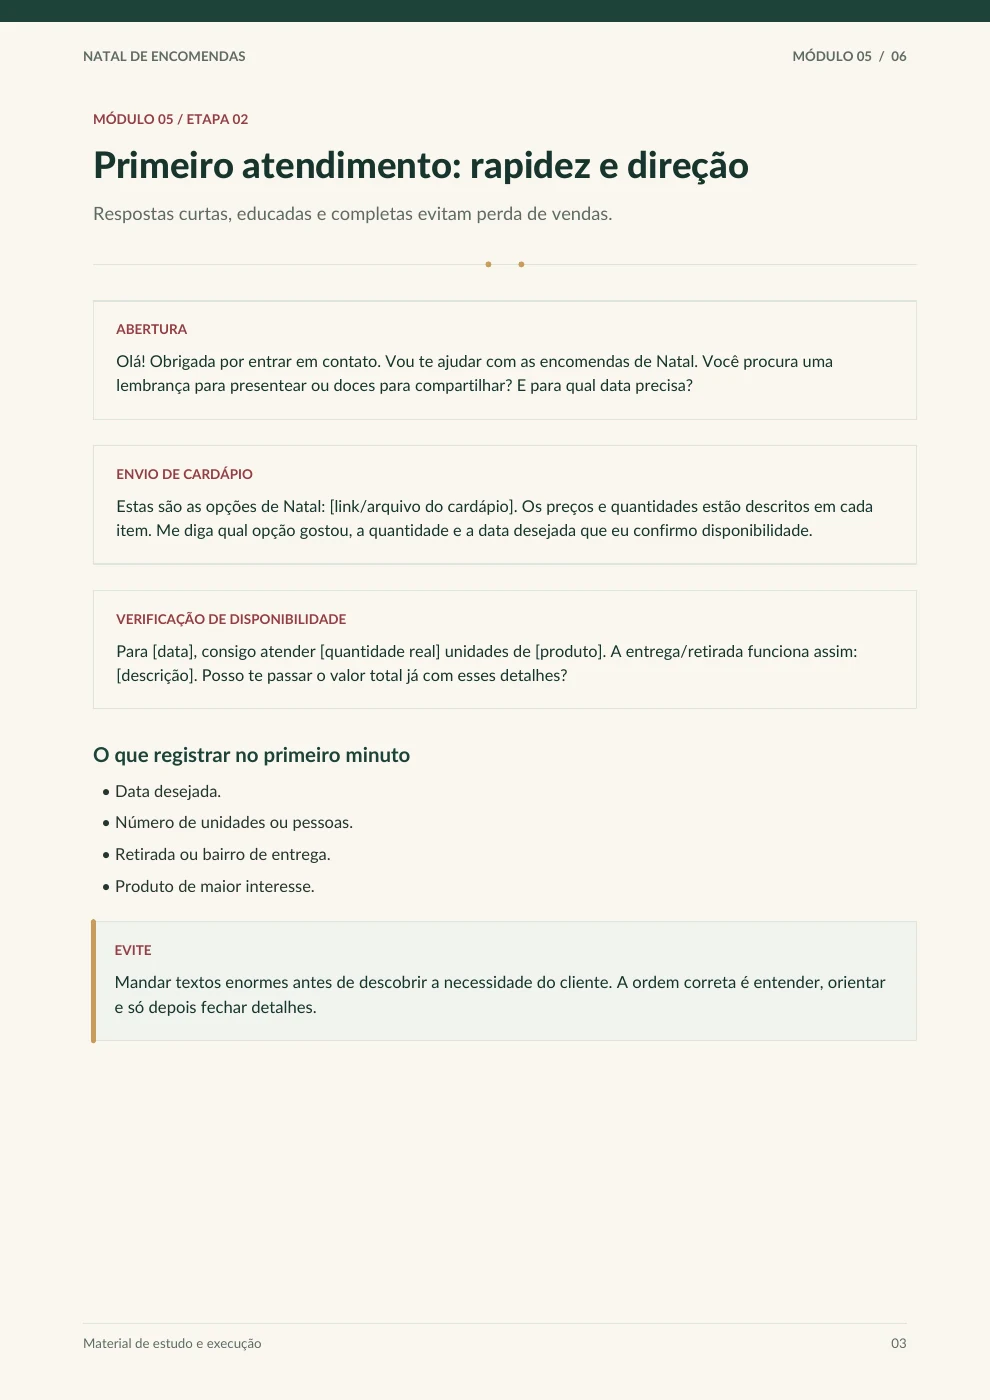 NATAL DE ENCOMENDAS
MÓDULO 05 / 06
MÓDULO 05 / ETAPA 02
Primeiro atendimento: rapidez e direção
Respostas curtas, educadas e completas evitam perda de vendas.
ABERTURA
Olá! Obrigada por entrar em contato. Vou te ajudar com as encomendas de Natal. Você procura uma
lembrança para presentear ou doces para compartilhar? E para qual data precisa?
ENVIO DE CARDÁPIO
Estas são as opções de Natal: [link/arquivo do cardápio]. Os preços e quantidades estão descritos em cada
item. Me diga qual opção gostou, a quantidade e a data desejada que eu confirmo disponibilidade.
VERIFICAÇÃO DE DISPONIBILIDADE
Para [data], consigo atender [quantidade real] unidades de [produto]. A entrega/retirada funciona assim:
[descrição]. Posso te passar o valor total já com esses detalhes?
O que registrar no primeiro minuto
• Data desejada.
• Número de unidades ou pessoas.
• Retirada ou bairro de entrega.
• Produto de maior interesse.
EVITE
Mandar textos enormes antes de descobrir a necessidade do cliente. A ordem correta é entender, orientar
e só depois fechar detalhes.
Material de estudo e execução
03